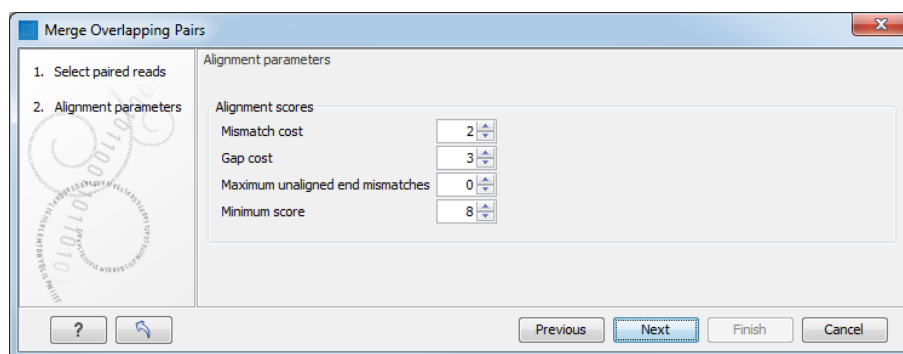 Merge Overlapping Pairs
1. Select paired reads
2. Alignment parameters
Alignment parameters
Alignment scores
Mismatch cost 2
Gap cost 3
Maximum unaligned end mismatches 0
Minimum score 8
? Previous Next Finish Cancel